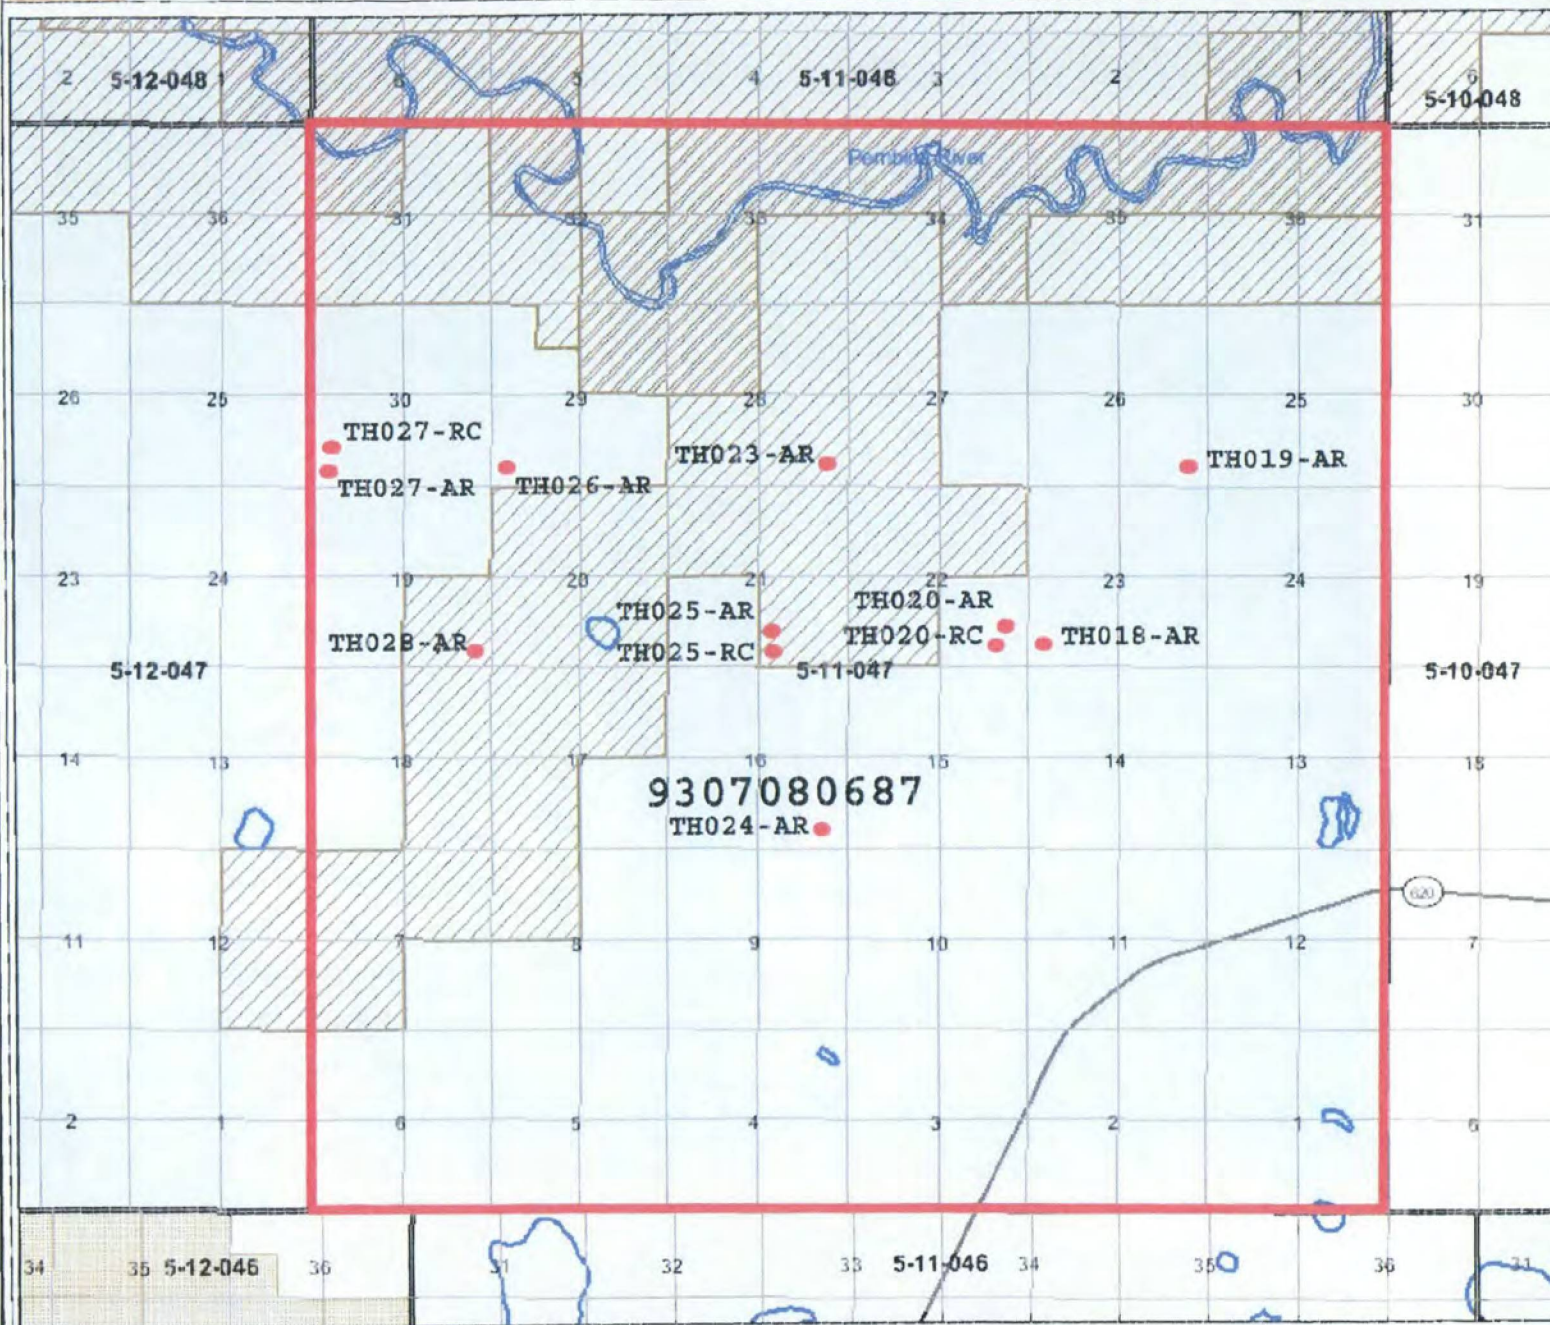 2 5-12-048 1 6 5 4 5-11-048 3 2 1 6
5-10-048
Pembina River
35 36 31 32 33 34 35 36 31
26 25 30 29 28 27 26 25 30
TH027-RC
TH023-AR
TH019-AR
TH027-AR
TH026-AR
23 24 19 20 21 22 23 24 19
TH020-AR
TH025-AR
TH028-AR
TH020-RC
TH018-AR
TH025-RC
5-12-047
5-11-047
5-10-047
14 13 18 17 16 15 14 13 18
9307080687
TH024-AR
620
11 12 7 8 9 10 11 12 7
2 1 6 5 4 3 2 1 6
34 35 5-12-046 36 31 32 33 5-11-046 34 35 36 31